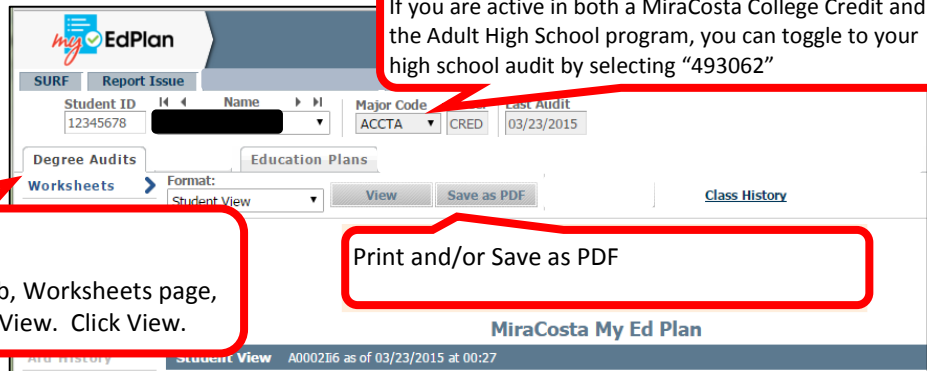 If you are active in both a MiraCosta College Credit and
the Adult High School program, you can toggle to your
high school audit by selecting “493062”
my EdPlan
SURF Report Issue
Student ID Name Major Code Last Audit
12345678 ACCTA CRED 03/23/2015
Degree Audits Education Plans
Worksheets Format:
Student View View Save as PDF Class History
Print and/or Save as PDF
, Worksheets page,
View. Click View.
MiraCosta My Ed Plan
History
Student View A0002Ii6 as of 03/23/2015 at 00:27